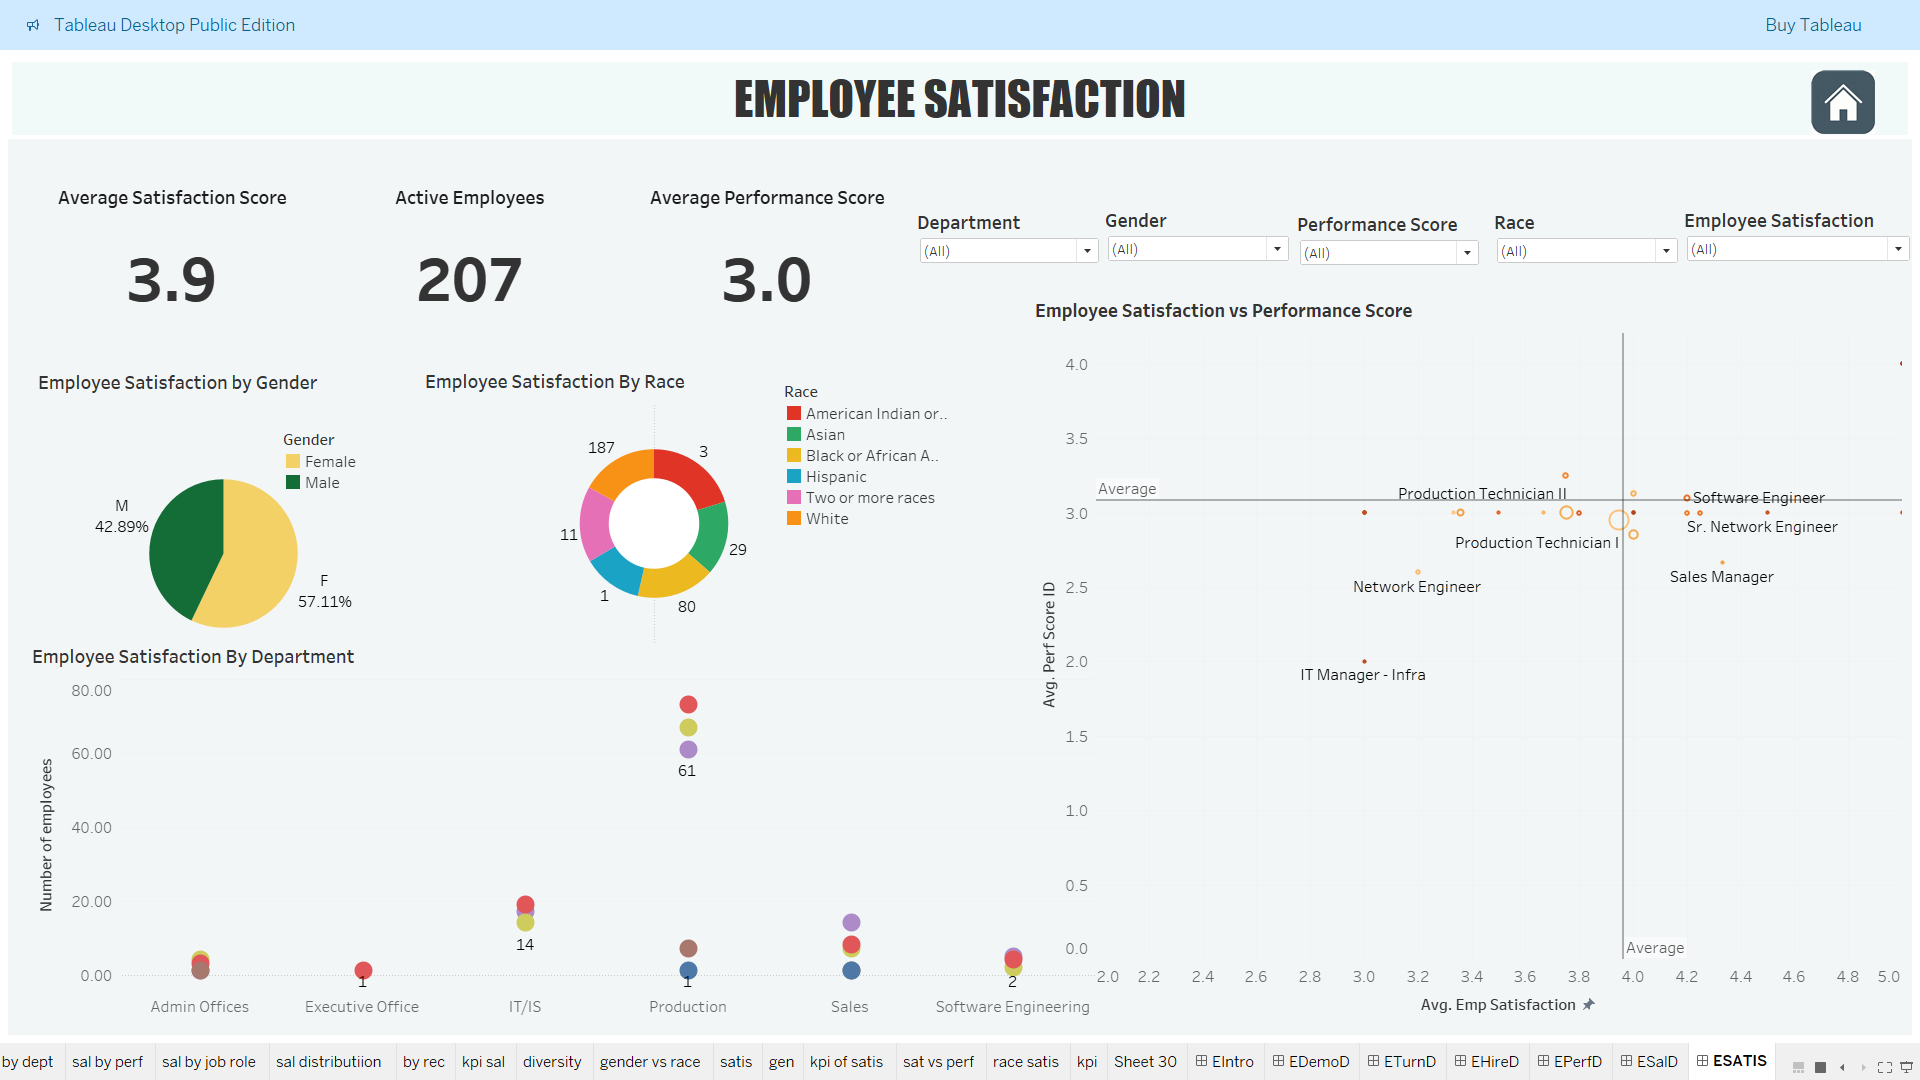 Tableau Desktop Public Edition
Buy Tableau
EMPLOYEE SATISFACTION
Average Satisfaction Score
Active Employees
Average Performance Score
3.9
207
3.0
Department
Gender
Performance Score
Race
Employee Satisfaction
(All)
(All)
(All)
(All)
(All)
Employee Satisfaction by Gender
Gender
Female
Male
M
42.89%
F
57.11%
Employee Satisfaction By Race
187
3
11
29
1
80
Race
American Indian or..
Asian
Black or African A..
Hispanic
Two or more races
White
Employee Satisfaction By Department
Number of employees
80.00
60.00
40.00
20.00
0.00
61
14
1
1
2
Admin Offices
Executive Office
IT/IS
Production
Sales
Software Engineering
Employee Satisfaction vs Performance Score
Avg. Perf Score ID
4.0
3.5
3.0
2.5
2.0
1.5
1.0
0.5
0.0
Average
Production Technician II
Software Engineer
Sr. Network Engineer
Production Technician I
Sales Manager
Network Engineer
IT Manager - Infra
Average
2.0
2.2
2.4
2.6
2.8
3.0
3.2
3.4
3.6
3.8
4.0
4.2
4.4
4.6
4.8
5.0
Avg. Emp Satisfaction
by dept
sal by perf
sal by job role
sal distributiion
by rec
kpi sal
diversity
gender vs race
satis
gen
kpi of satis
sat vs perf
race satis
kpi
Sheet 30
EIntro
EDemoD
ETurnD
EHireD
EPerfD
ESalD
ESATIS